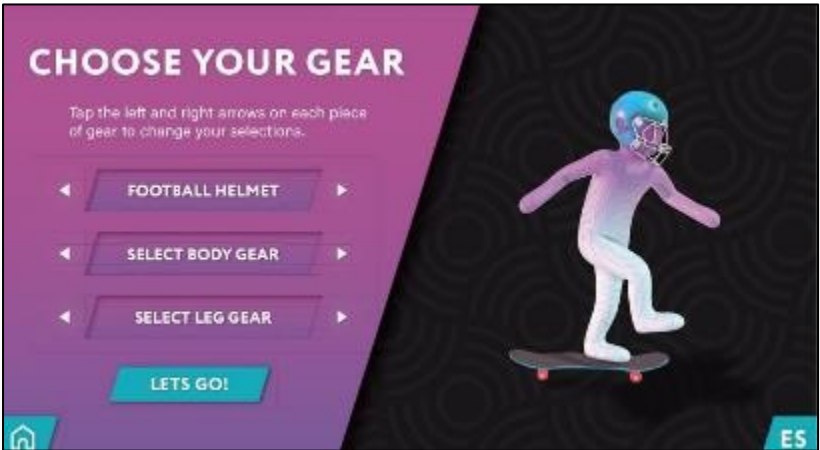 CHOOSE YOUR GEAR
Tap the left and right arrows on each piece
of gear to change your selections.
FOOTBALL HELMET
SELECT BODY GEAR
SELECT LEG GEAR
LETS GO!
ES